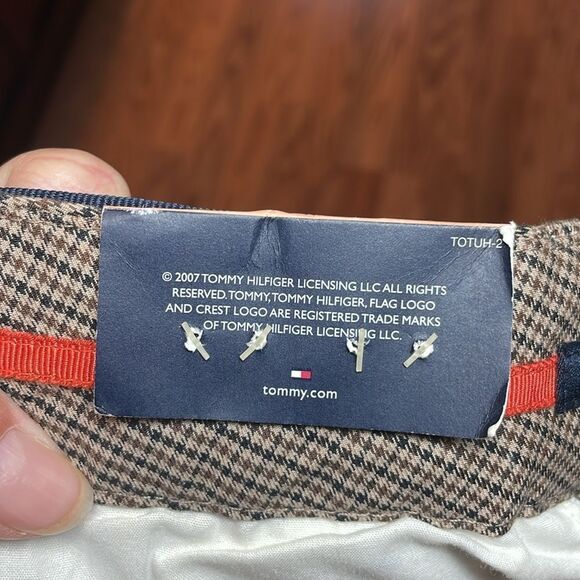 TOTUH-2
© 2007 TOMMY HILFIGER LICENSING LLC ALL RIGHTS
RESERVED. TOMMY, TOMMY HILFIGER, FLAG LOGO
AND CREST LOGO ARE REGISTERED TRADE MARKS
OF TOMMY HILFIGER LICENSING LLC.
tommy.com